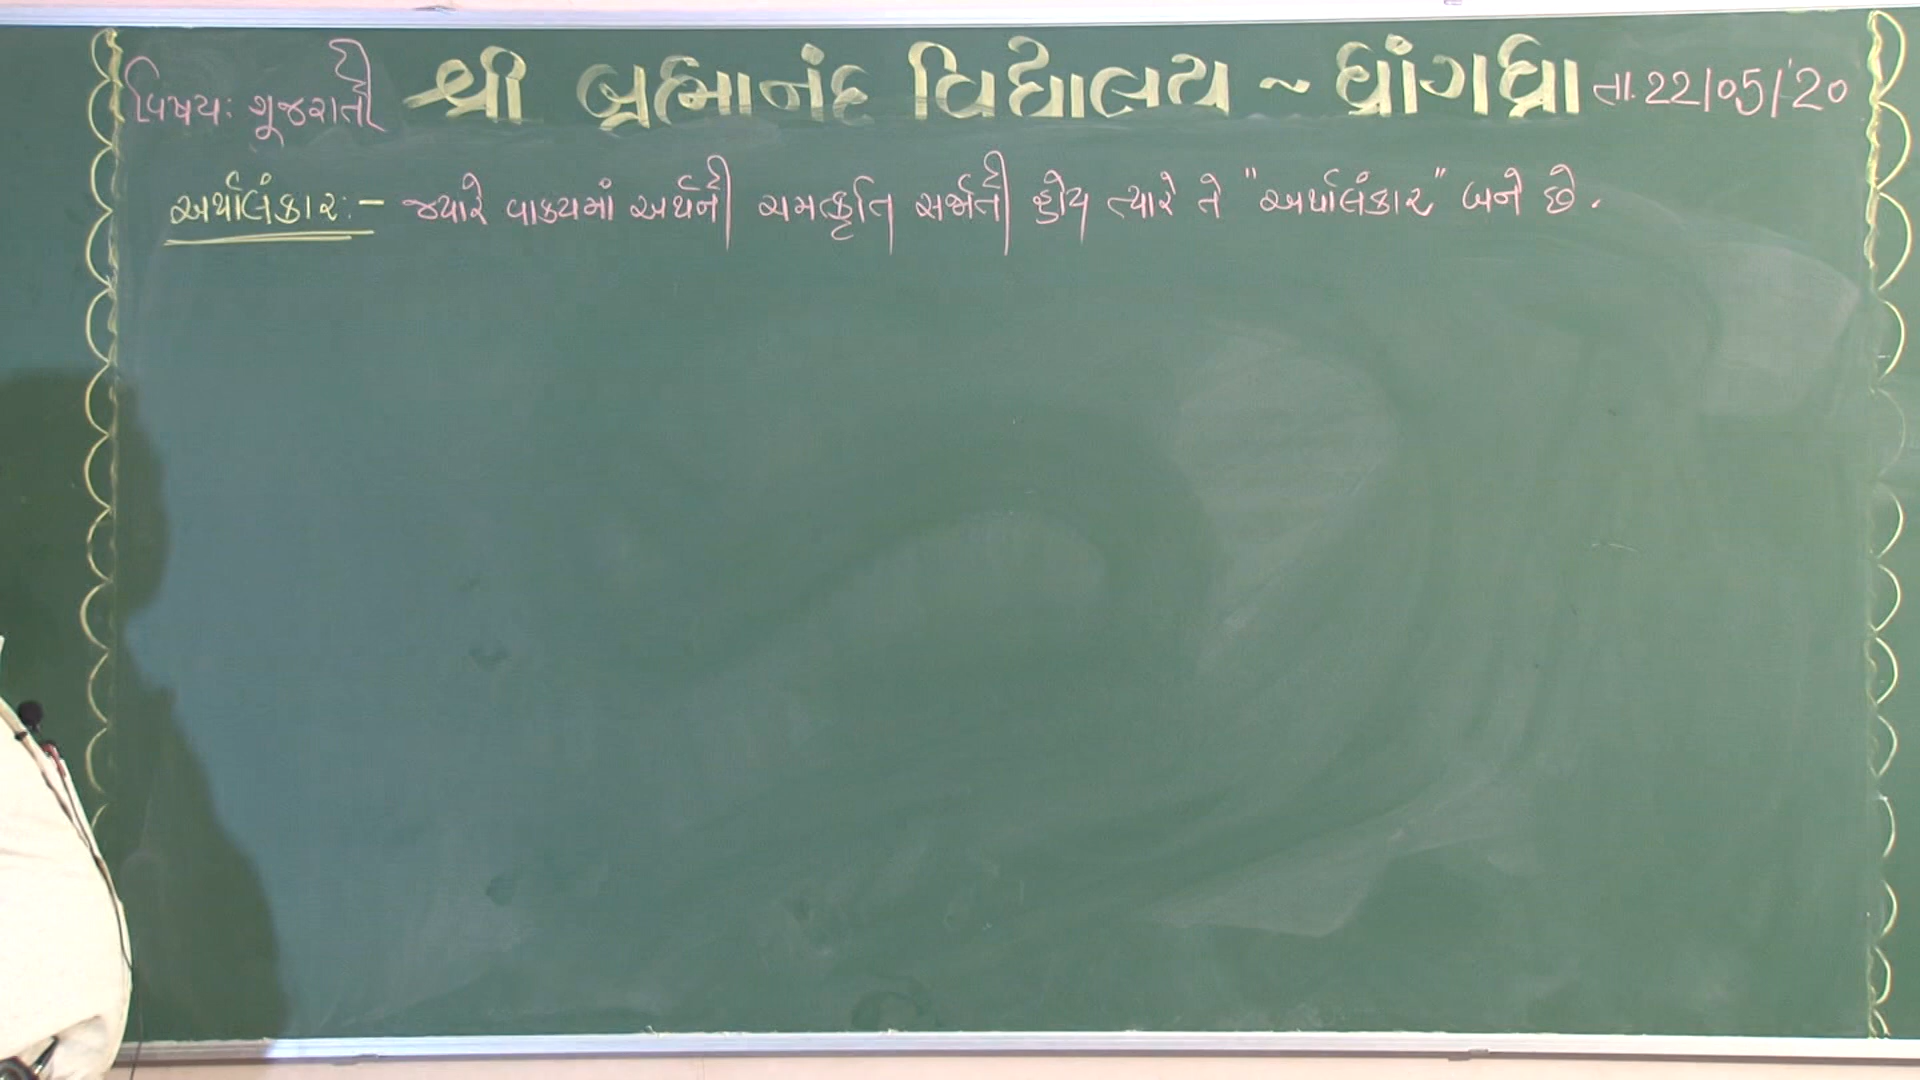 વિષય: ગુજરાતી શ્રી બ્રહ્માનંદ વિદ્યાલય ~ ધ્રાંગધ્રા તા. 22/05/'20
અર્થાલંકાર :- જ્યારે વાક્યમાં અર્થની ચમત્કૃતિ સર્જાતી હોય ત્યારે તે "અર્થાલંકાર" બને છે.